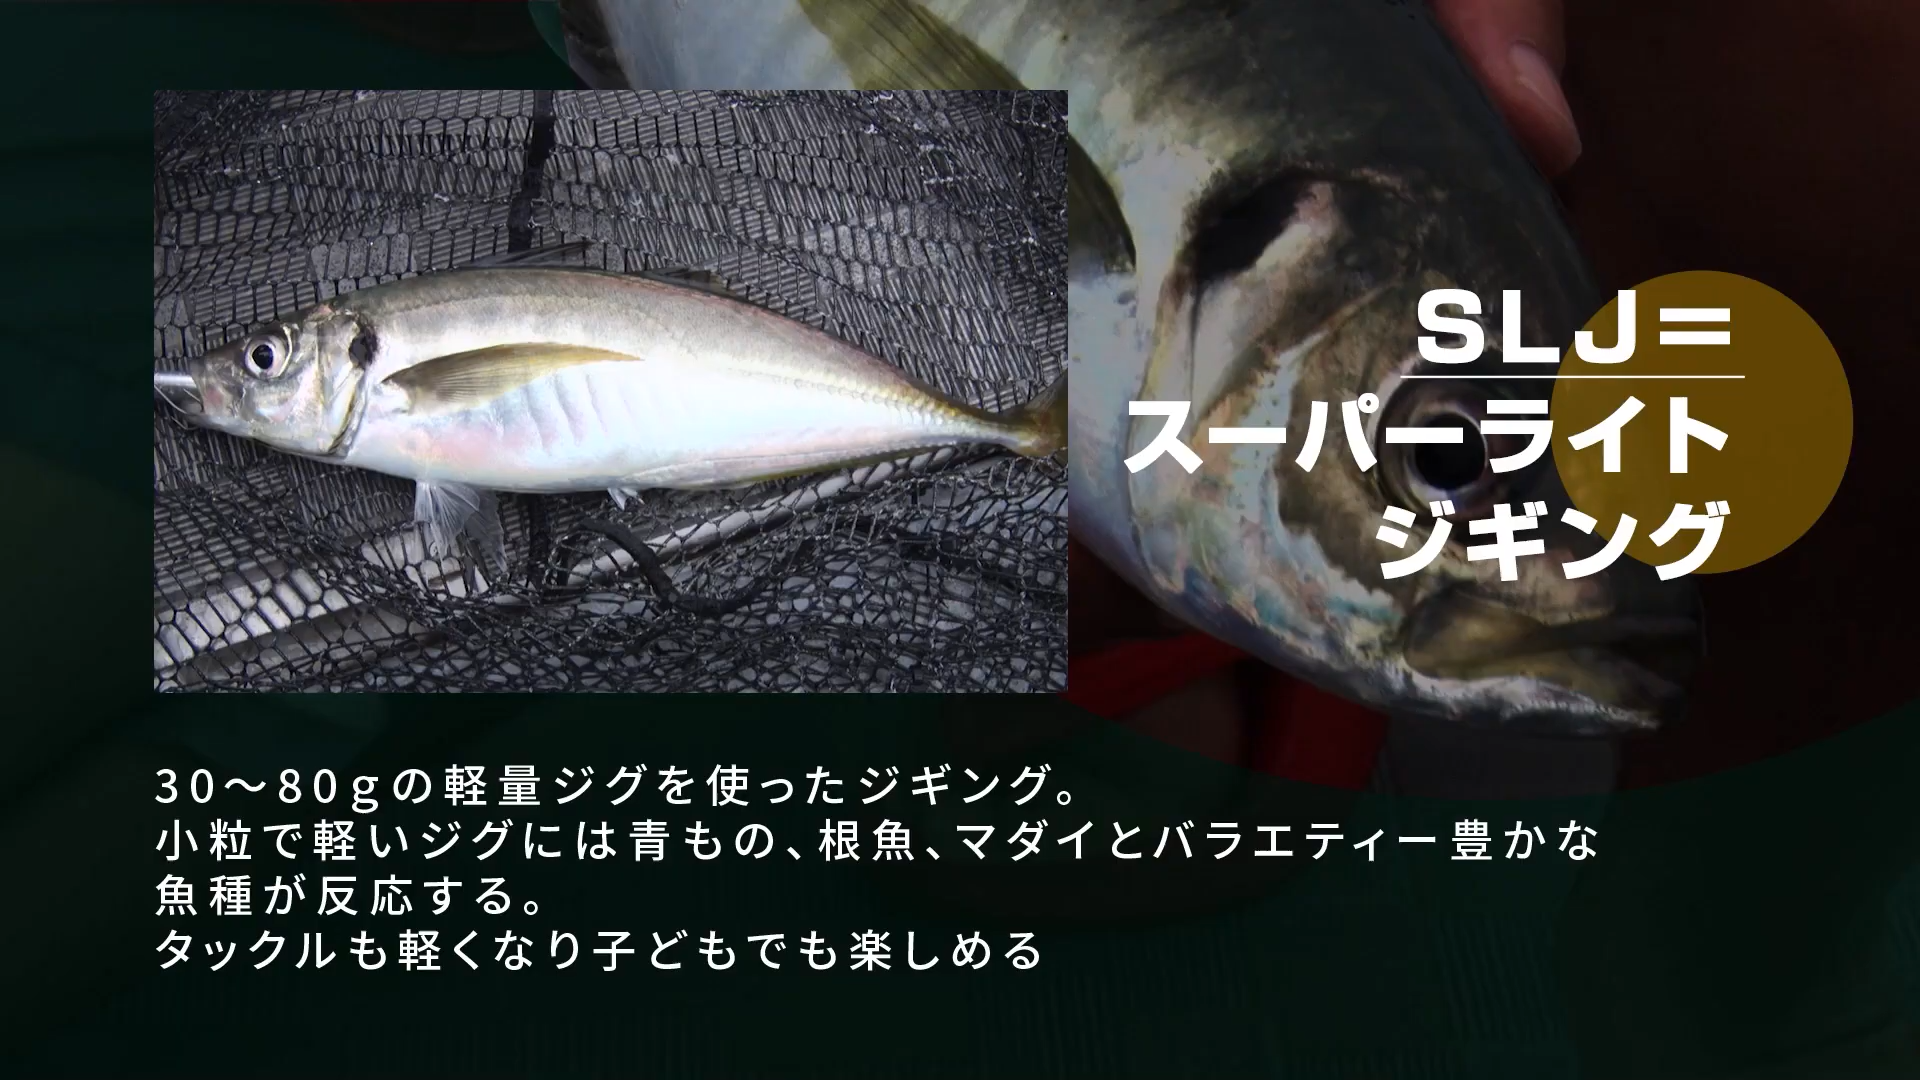 SLJ=
スーパーライト
ジギング
30〜80gの軽量ジグを使ったジギング。
小粒で軽いジグには青もの、根魚、マダイとバラエティー豊かな
魚種が反応する。
タックルも軽くなり子どもでも楽しめる